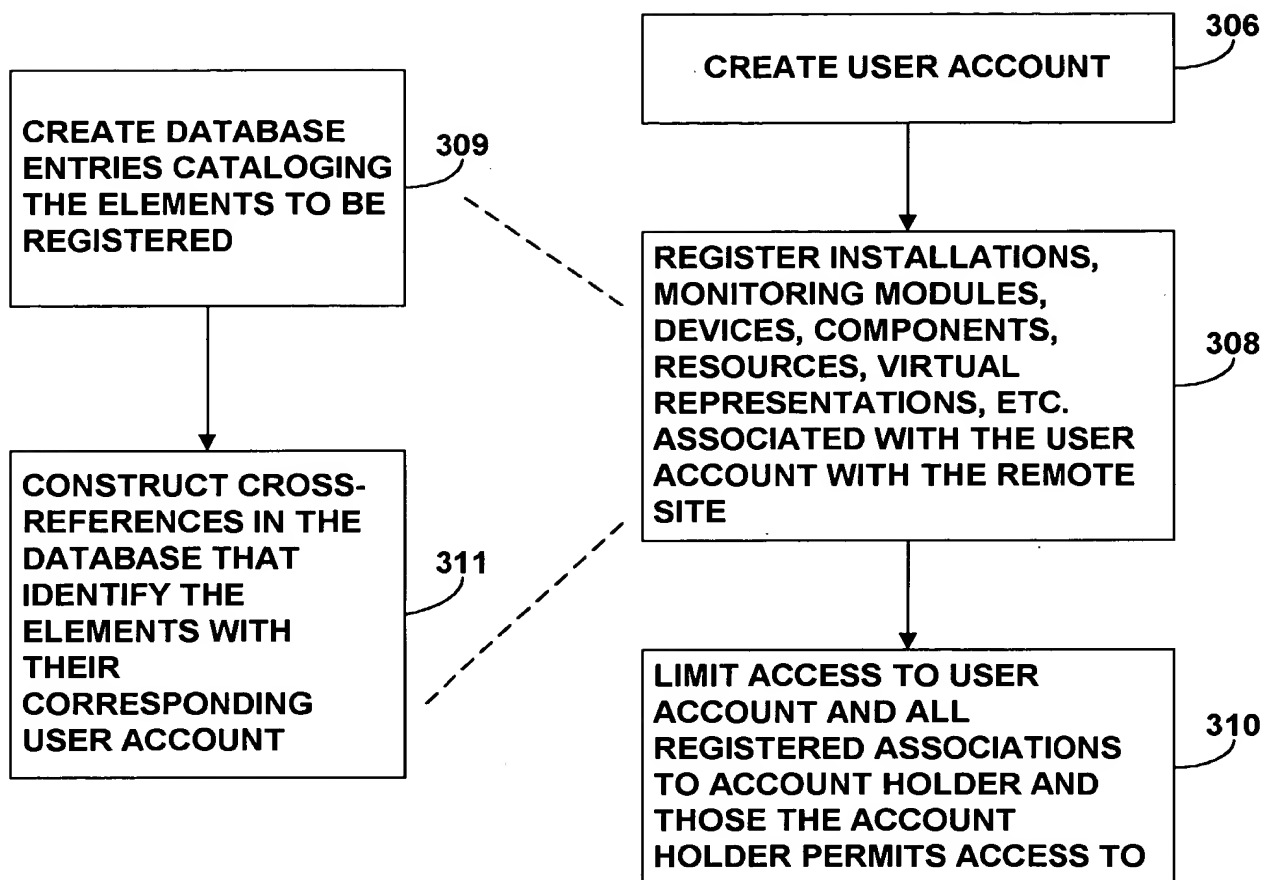 306
CREATE USER ACCOUNT
CREATE DATABASE
ENTRIES CATALOGING
THE ELEMENTS TO BE
REGISTERED
309
REGISTER INSTALLATIONS,
MONITORING MODULES,
DEVICES, COMPONENTS,
RESOURCES, VIRTUAL
REPRESENTATIONS, ETC.
ASSOCIATED WITH THE USER
ACCOUNT WITH THE REMOTE
SITE
308
CONSTRUCT CROSS-
REFERENCES IN THE
DATABASE THAT
IDENTIFY THE
ELEMENTS WITH
THEIR
CORRESPONDING
USER ACCOUNT
311
LIMIT ACCESS TO USER
ACCOUNT AND ALL
REGISTERED ASSOCIATIONS
TO ACCOUNT HOLDER AND
THOSE THE ACCOUNT
HOLDER PERMITS ACCESS TO
310